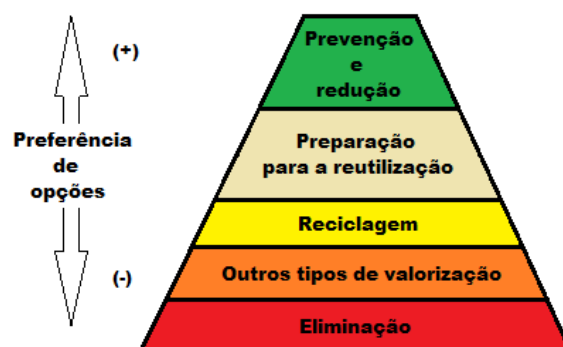 (+)
Preferência
de
opções
(-)
Prevenção
e
redução
Preparação
para a reutilização
Reciclagem
Outros tipos de valorização
Eliminação